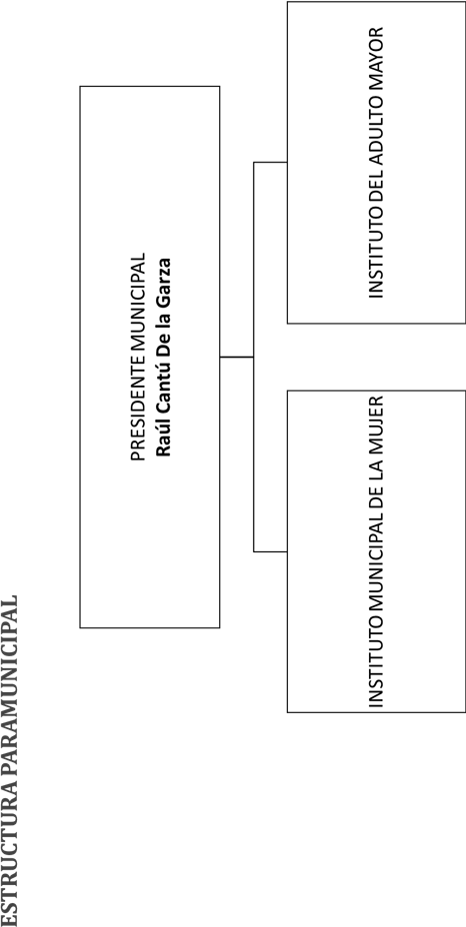 ESTRUCTURA PARAMUNICIPAL
PRESIDENTE MUNICIPAL
Raúl Cantú De la Garza
INSTITUTO MUNICIPAL DE LA MUJER
INSTITUTO DEL ADULTO MAYOR